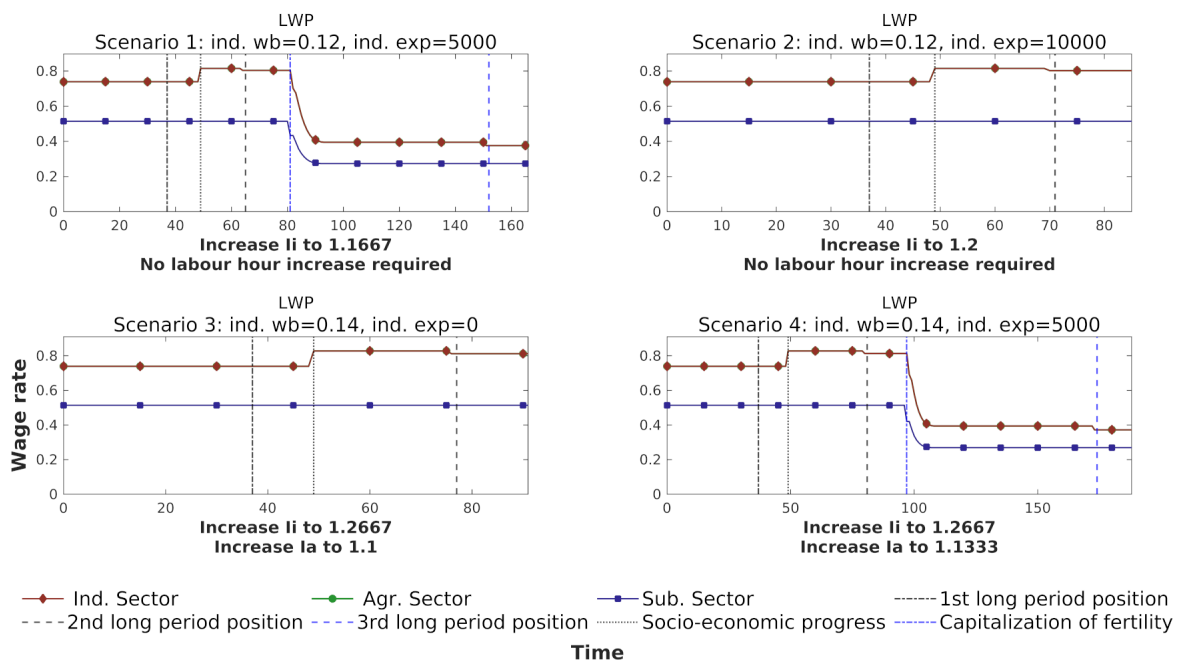 LWP
Scenario 1: ind. wb=0.12, ind. exp=5000
0.8
0.6
0.4
0.2
0
0 20 40 60 80 100 120 140 160
Increase Ii to 1.1667
No labour hour increase required
LWP
Scenario 2: ind. wb=0.12, ind. exp=10000
0.8
0.6
0.4
0.2
0
0 10 20 30 40 50 60 70 80
Increase Ii to 1.2
No labour hour increase required
LWP
Scenario 3: ind. wb=0.14, ind. exp=0
Wage rate
0.8
0.6
0.4
0.2
0
0 20 40 60 80
Increase Ii to 1.2667
Increase Ia to 1.1
LWP
Scenario 4: ind. wb=0.14, ind. exp=5000
0.8
0.6
0.4
0.2
0
0 50 100 150
Increase Ii to 1.2667
Increase Ia to 1.1333
Ind. Sector Agr. Sector Sub. Sector 1st long period position
2nd long period position 3rd long period position Socio-economic progress Capitalization of fertility
Time